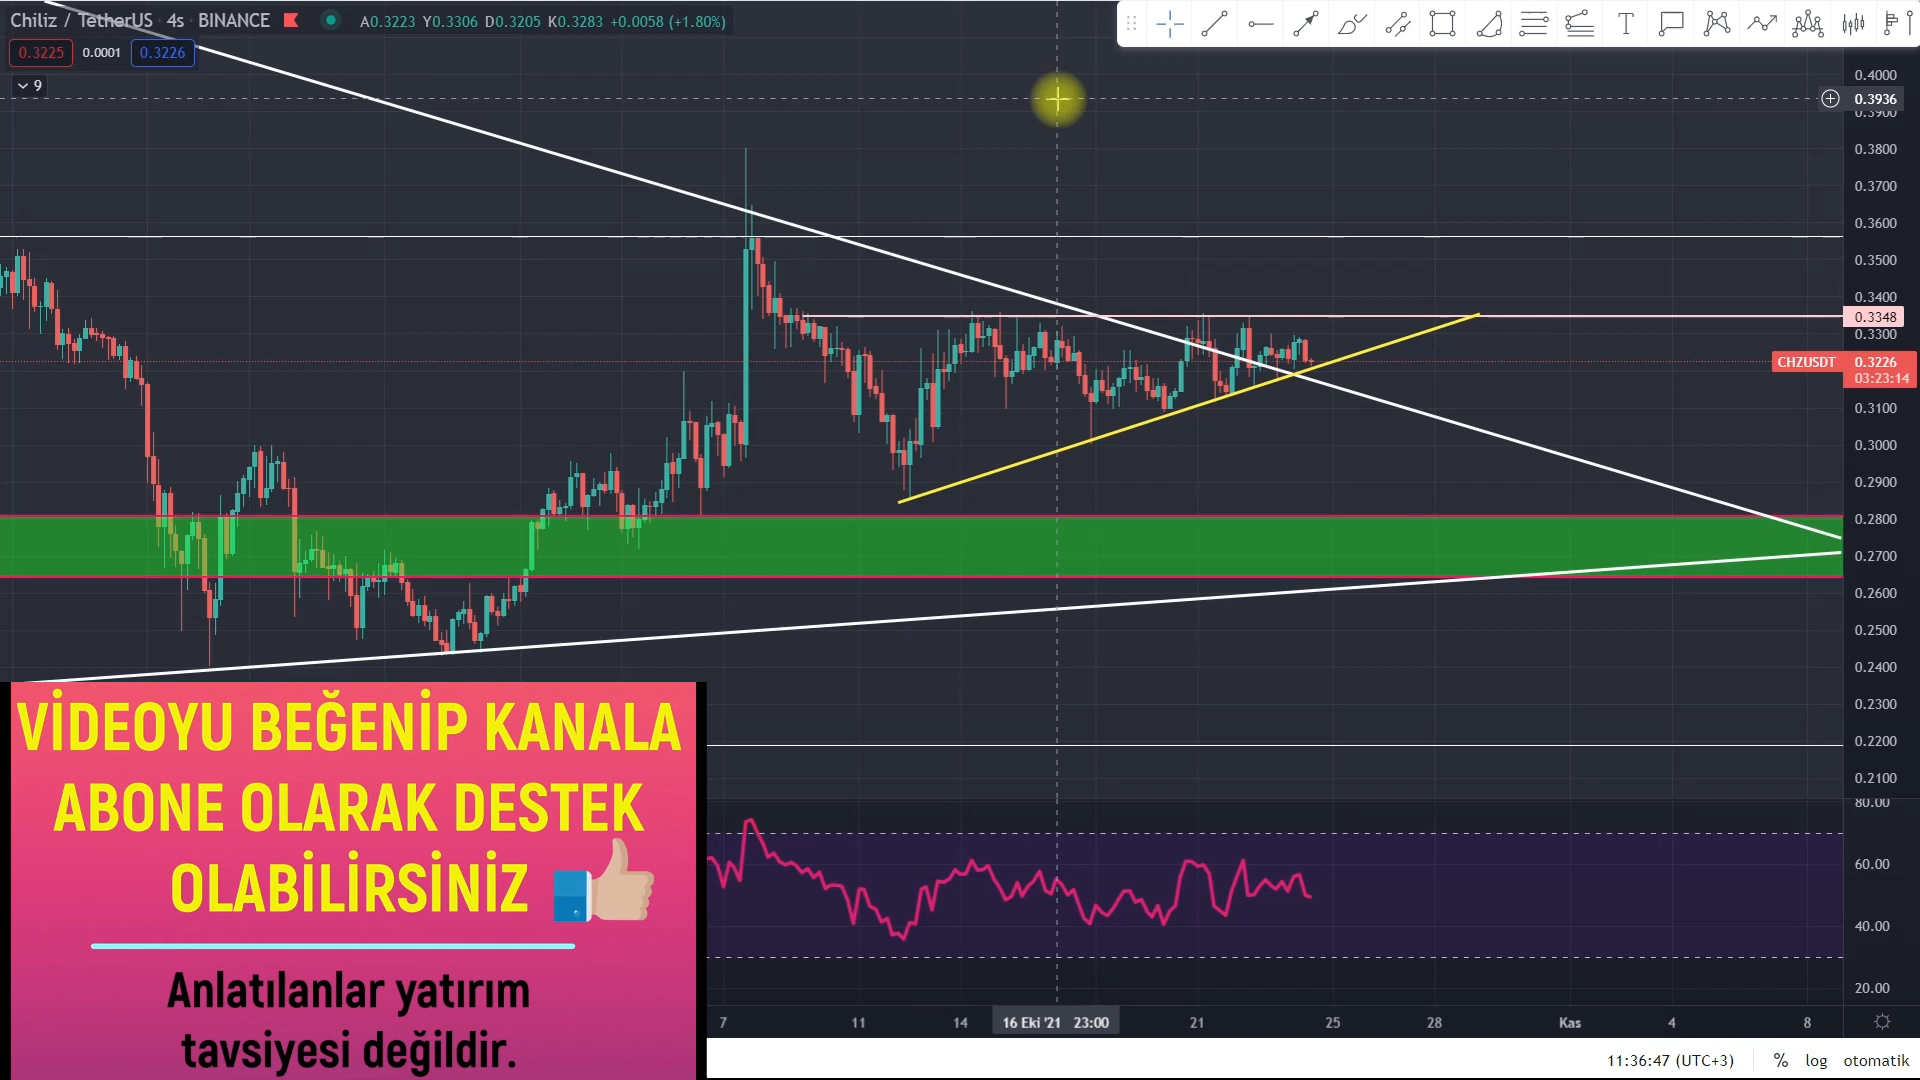 Chiliz / TetherUS · 4s · BINANCE
A0.3223 Y0.3306 D0.3205 K0.3283 +0.0058 (+1.80%)
0.3225 0.0001 0.3226
9
T
0.4000
0.3936
0.3900
0.3800
0.3700
0.3600
0.3500
0.3400
0.3348
0.3300
CHZUSDT 0.3226
03:23:14
0.3100
0.3000
0.2900
0.2800
0.2700
0.2600
0.2500
0.2400
0.2300
0.2200
0.2100
80.00
60.00
40.00
20.00
VİDEOYU BEĞENİP KANALA
ABONE OLARAK DESTEK
OLABİLİRSİNİZ
Anlatılanlar yatırım
tavsiyesi değildir.
7 11 14 16 Eki '21 23:00 21 25 28 Kas 4 8
11:36:47 (UTC+3) % log otomatik